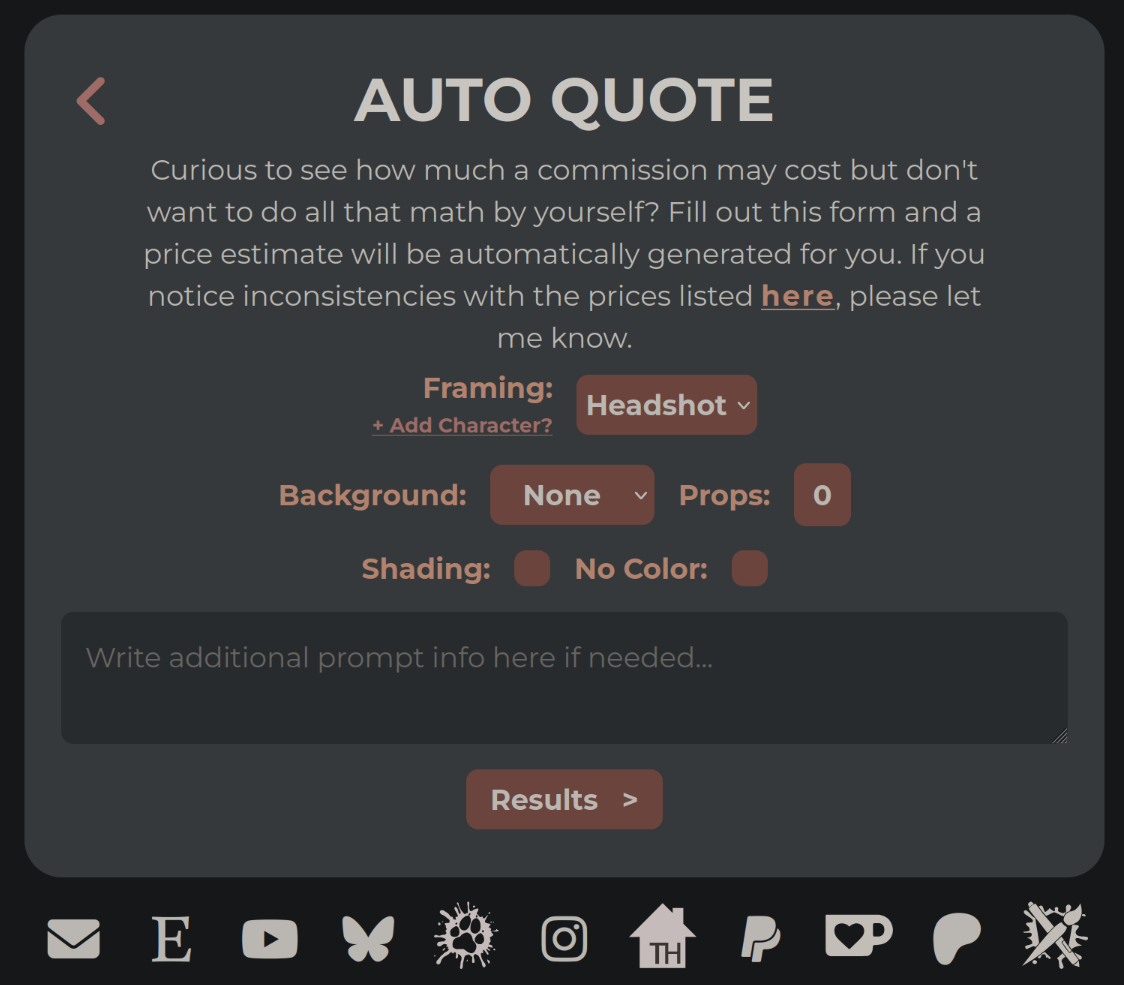 AUTO QUOTE
Curious to see how much a commission may cost but don't
want to do all that math by yourself? Fill out this form and a
price estimate will be automatically generated for you. If you
notice inconsistencies with the prices listed here, please let
me know.
Framing: Headshot
+ Add Character?
Background: None Props: 0
Shading: No Color:
Write additional prompt info here if needed...
Results >
E TH